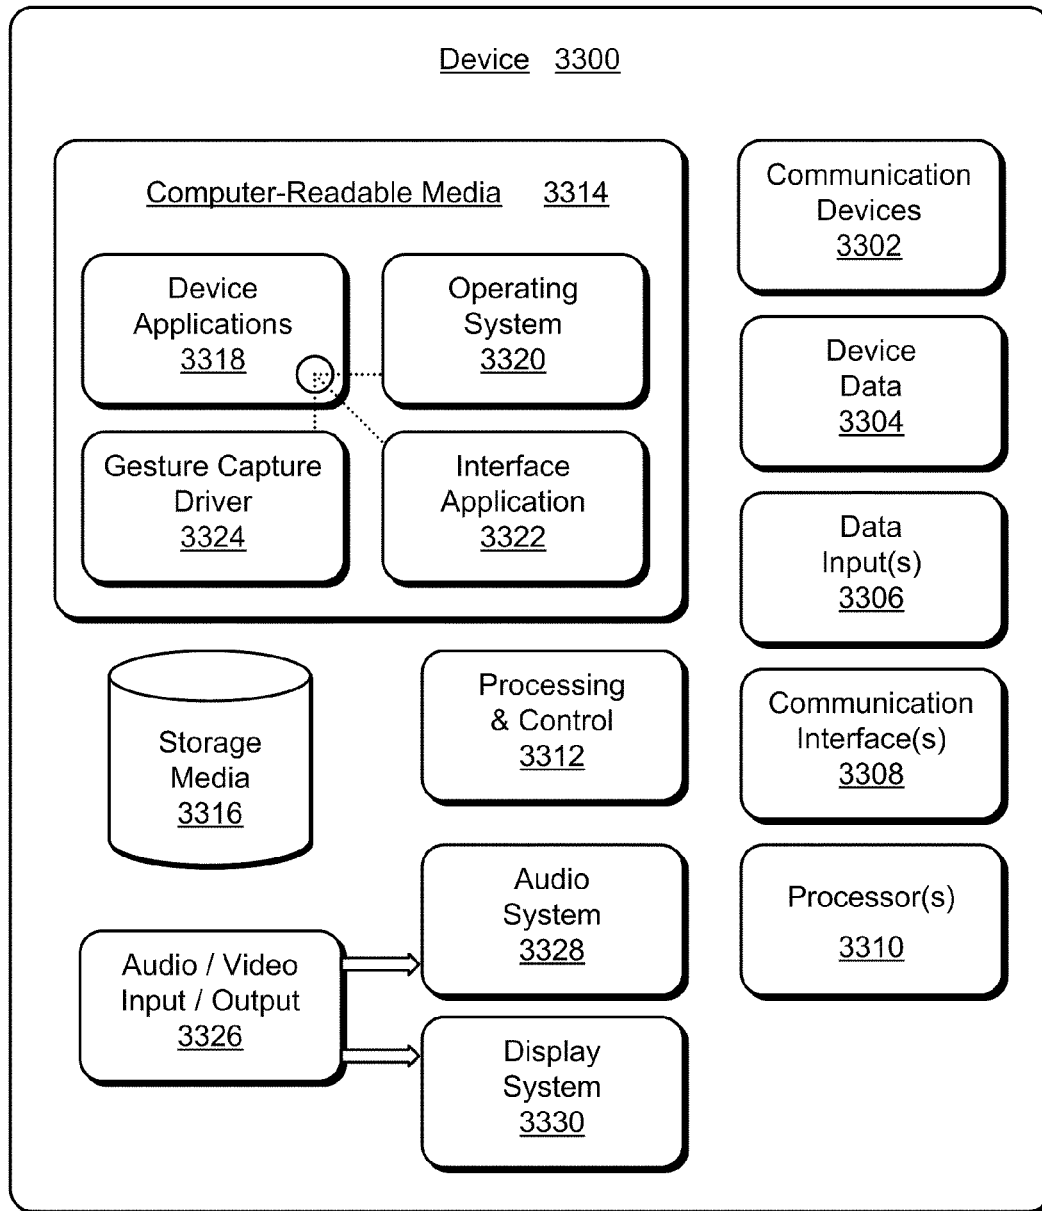 Device 3300
Computer-Readable Media 3314
Device
Applications
3318
Operating
System
3320
Gesture Capture
Driver
3324
Interface
Application
3322
Communication
Devices
3302
Device
Data
3304
Data
Input(s)
3306
Communication
Interface(s)
3308
Processor(s)
3310
Storage
Media
3316
Processing
& Control
3312
Audio / Video
Input / Output
3326
Audio
System
3328
Display
System
3330